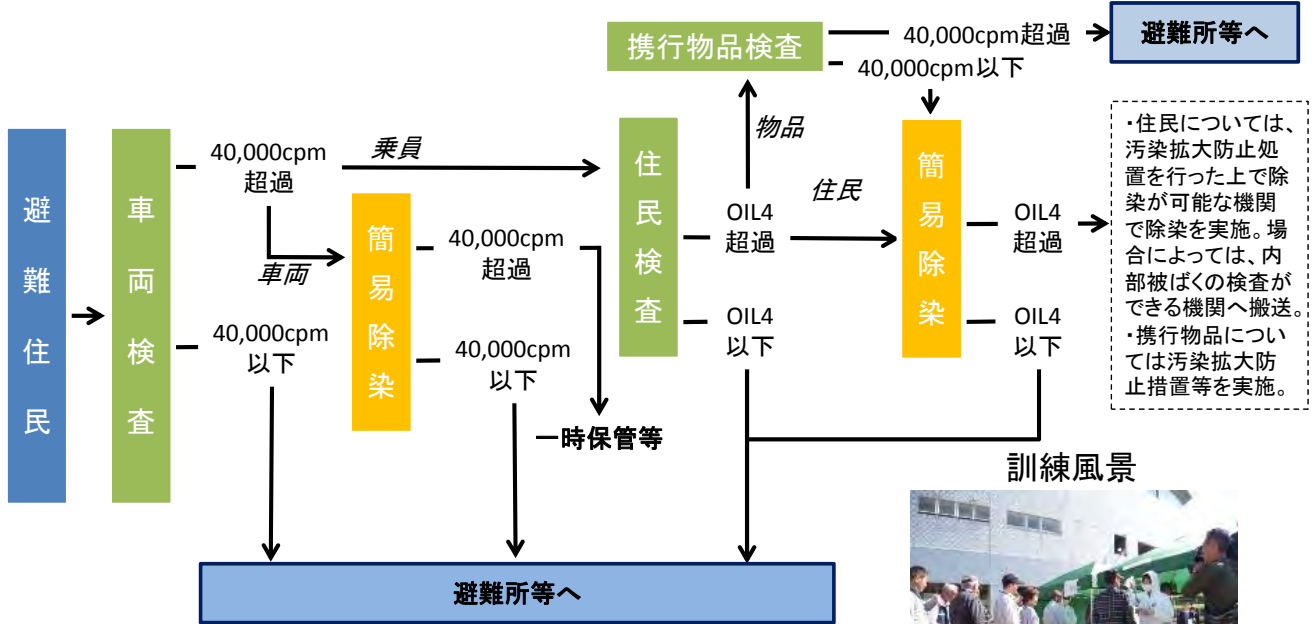 避難住民
車両検査
40,000cpm
超過
40,000cpm
以下
乗員
車両
簡易除染
40,000cpm
超過
40,000cpm
以下
一時保管等
住民検査
物品
携行物品検査
40,000cpm超過
40,000cpm以下
避難所等へ
OIL4
超過
OIL4
以下
住民
簡易除染
OIL4
超過
OIL4
以下
・住民については、
汚染拡大防止処
置を行った上で除
染が可能な機関
で除染を実施。場
合によっては、内
部被ばくの検査が
できる機関へ搬送。
・携行物品につい
ては汚染拡大防
止措置等を実施。
訓練風景
避難所等へ